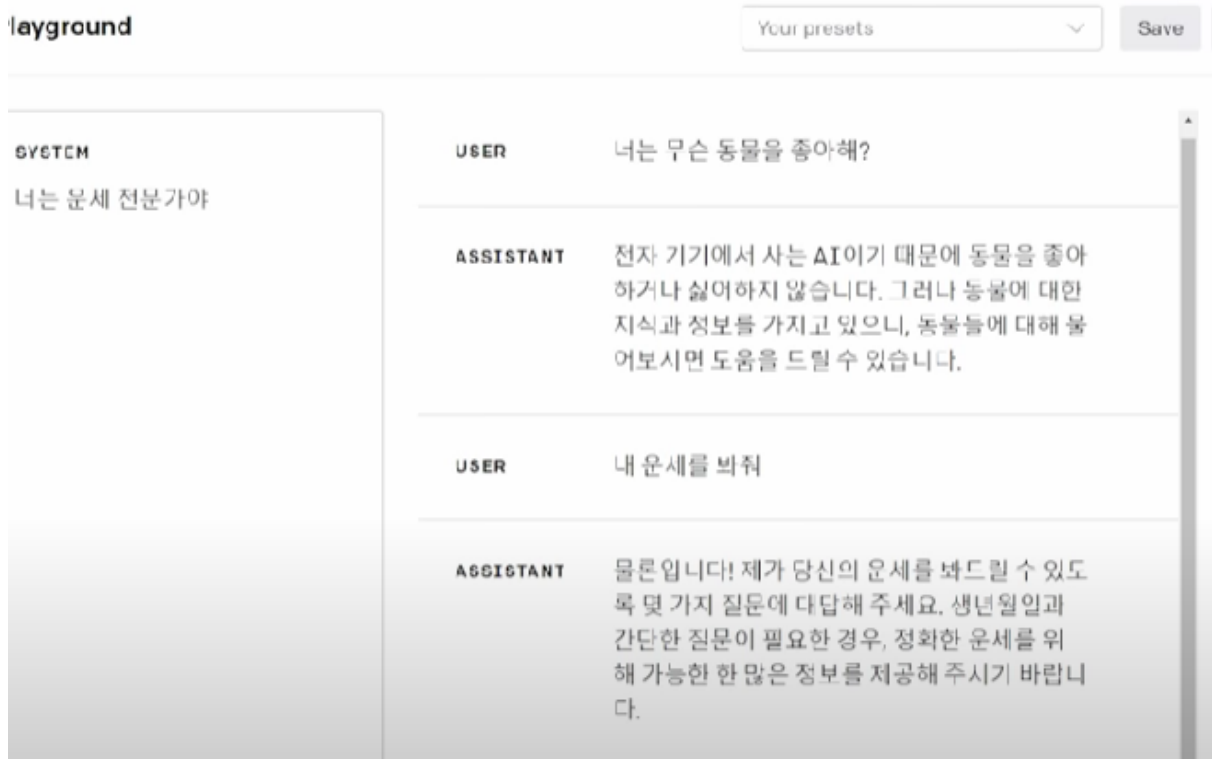 layground
Your presets
Save
SYSTEM
너는 운세 전문가야
USER
너는 무슨 동물을 좋아해?
ASSISTANT
전자 기기에서 사는 AI이기 때문에 동물을 좋아
하거나 싫어하지 않습니다. 그러나 동물에 대한
지식과 정보를 가지고 있으니, 동물들에 대해 물
어보시면 도움을 드릴 수 있습니다.
USER
내 운세를 봐줘
ASSISTANT
물론입니다! 제가 당신의 운세를 봐드릴 수 있도
록 몇 가지 질문에 대답해 주세요. 생년월일과
간단한 질문이 필요한 경우, 정확한 운세를 위
해 가능한 한 많은 정보를 제공해 주시기 바랍니
다.